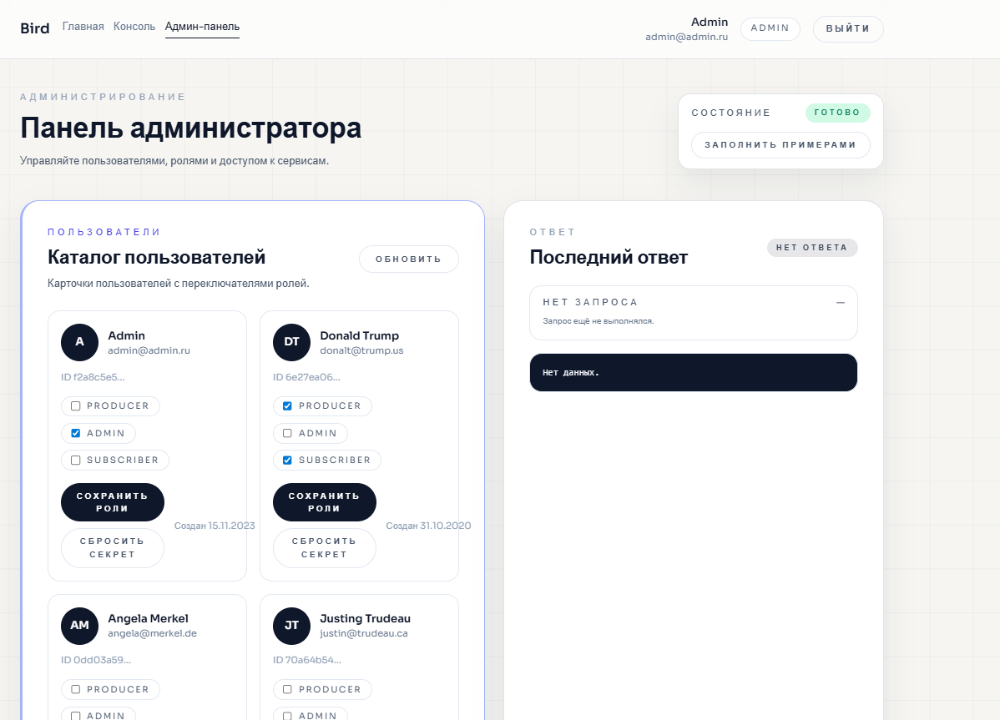 Bird Главная Консоль Админ-панель
Admin
admin@admin.ru
ADMIN
ВЫЙТИ
АДМИНИСТРИРОВАНИЕ
Панель администратора
Управляйте пользователями, ролями и доступом к сервисам.
СОСТОЯНИЕ ГОТОВО
ЗАПОЛНИТЬ ПРИМЕРАМИ
ПОЛЬЗОВАТЕЛИ
Каталог пользователей
Карточки пользователей с переключателями ролей.
ОБНОВИТЬ
A
Admin
admin@admin.ru
ID f2a8c5e5...
PRODUCER
ADMIN
SUBSCRIBER
СОХРАНИТЬ
РОЛИ
СБРОСИТЬ
СЕКРЕТ
Создан 15.11.2023
DT
Donald Trump
donalt@trump.us
ID 6e27ea06...
PRODUCER
ADMIN
SUBSCRIBER
СОХРАНИТЬ
РОЛИ
СБРОСИТЬ
СЕКРЕТ
Создан 31.10.2020
AM
Angela Merkel
angela@merkel.de
ID 0dd03a59...
PRODUCER
ADMIN
JT
Justing Trudeau
justin@trudeau.ca
ID 70a64b54...
PRODUCER
ADMIN
ОТВЕТ
Последний ответ
НЕТ ОТВЕТА
НЕТ ЗАПРОСА —
Запрос ещё не выполнялся.
Нет данных.